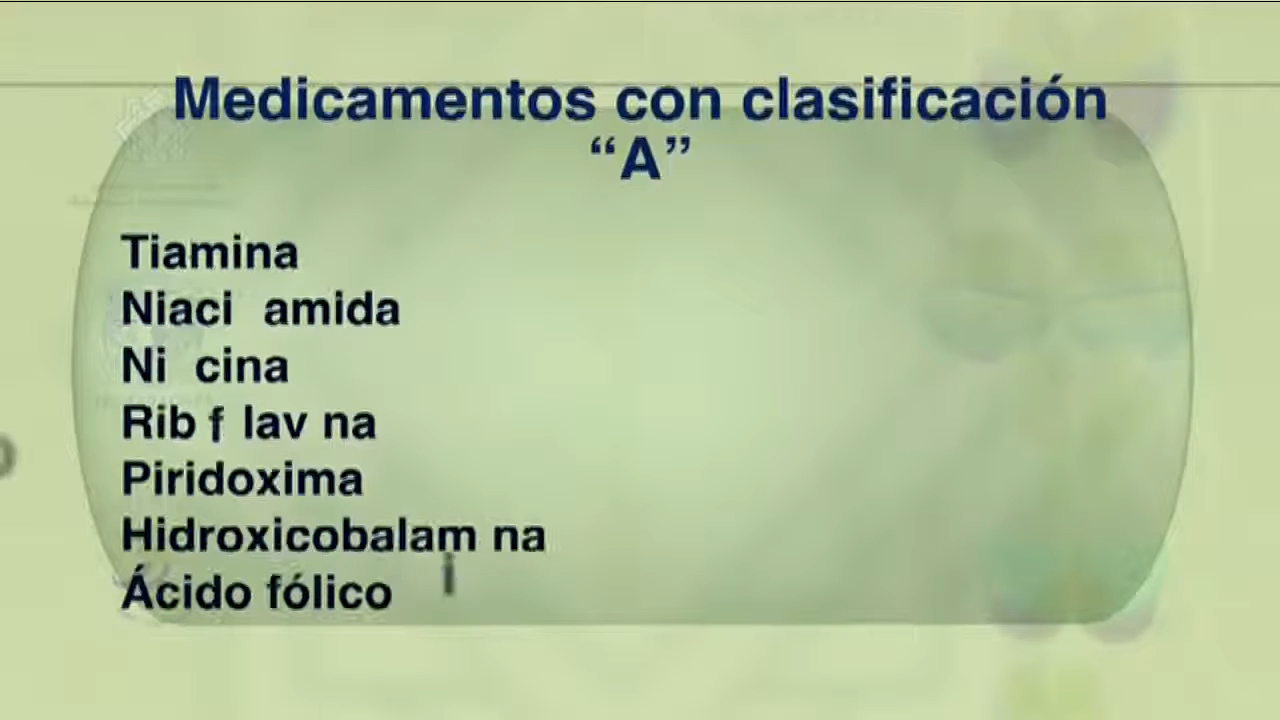 Medicamentos con clasificación
“A”
Tiamina
Niaci amida
Ni cina
Rib f lav na
Piridoxima
Hidroxicobalam na
i
Ácido fólico